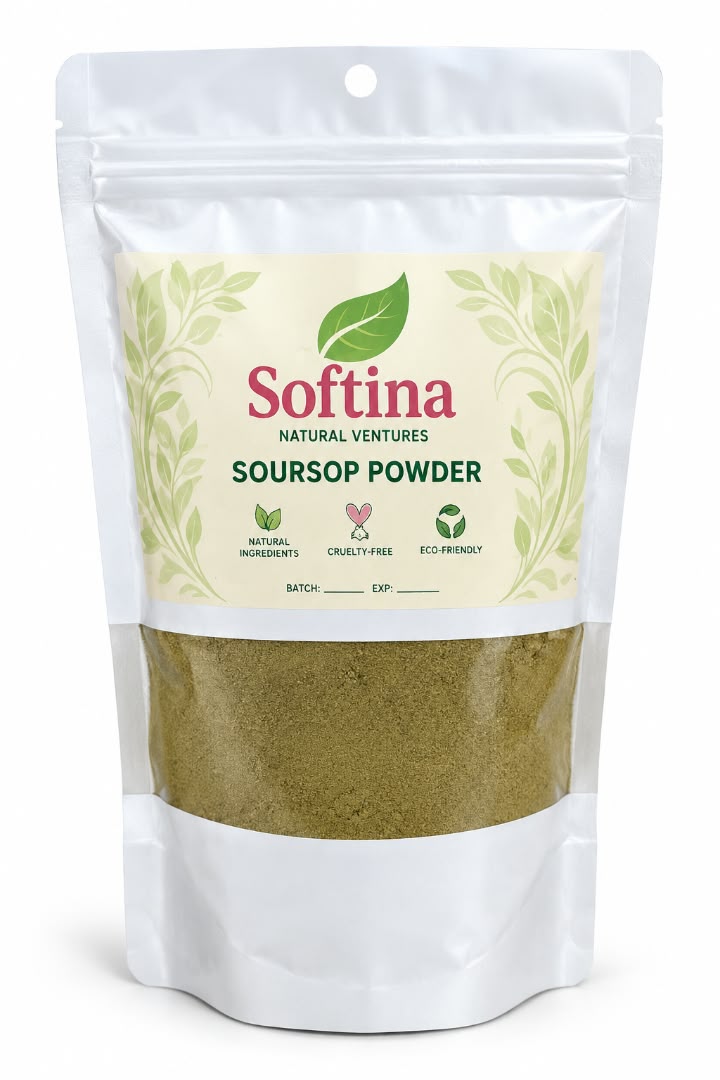 Softina
NATURAL VENTURES
SOURSOP POWDER
NATURAL
INGREDIENTS
CRUELTY-FREE
ECO-FRIENDLY
BATCH: ______ EXP: ______